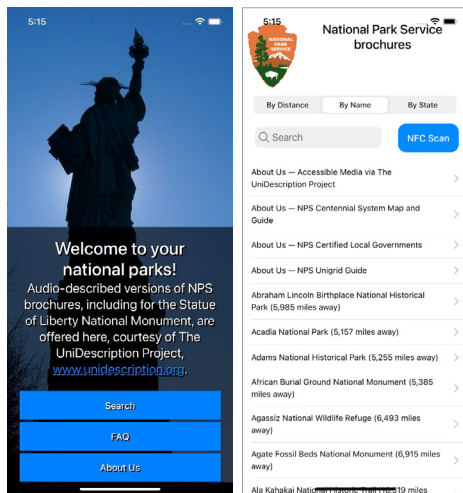 5:15
Welcome to your
national parks!
Audio-described versions of NPS
brochures, including for the Statue
of Liberty National Monument, are
offered here, courtesy of The
UniDescription Project,
www.unidescription.org.
Search
FAQ
About Us
5:15
NATIONAL
PARK
SERVICE
National Park Service
brochures
By Distance
By Name
By State
Search
NFC Scan
About Us — Accessible Media via The
UniDescription Project
About Us — NPS Centennial System Map and
Guide
About Us — NPS Certified Local Governments
About Us — NPS Unigrid Guide
Abraham Lincoln Birthplace National Historical
Park (5,985 miles away)
Acadia National Park (5,157 miles away)
Adams National Historical Park (5,255 miles away)
African Burial Ground National Monument (5,385
miles away)
Agassiz National Wildlife Refuge (6,493 miles
away)
Agate Fossil Beds National Monument (6,915 miles
away)
Ala Kahakai National Historic Trail miles